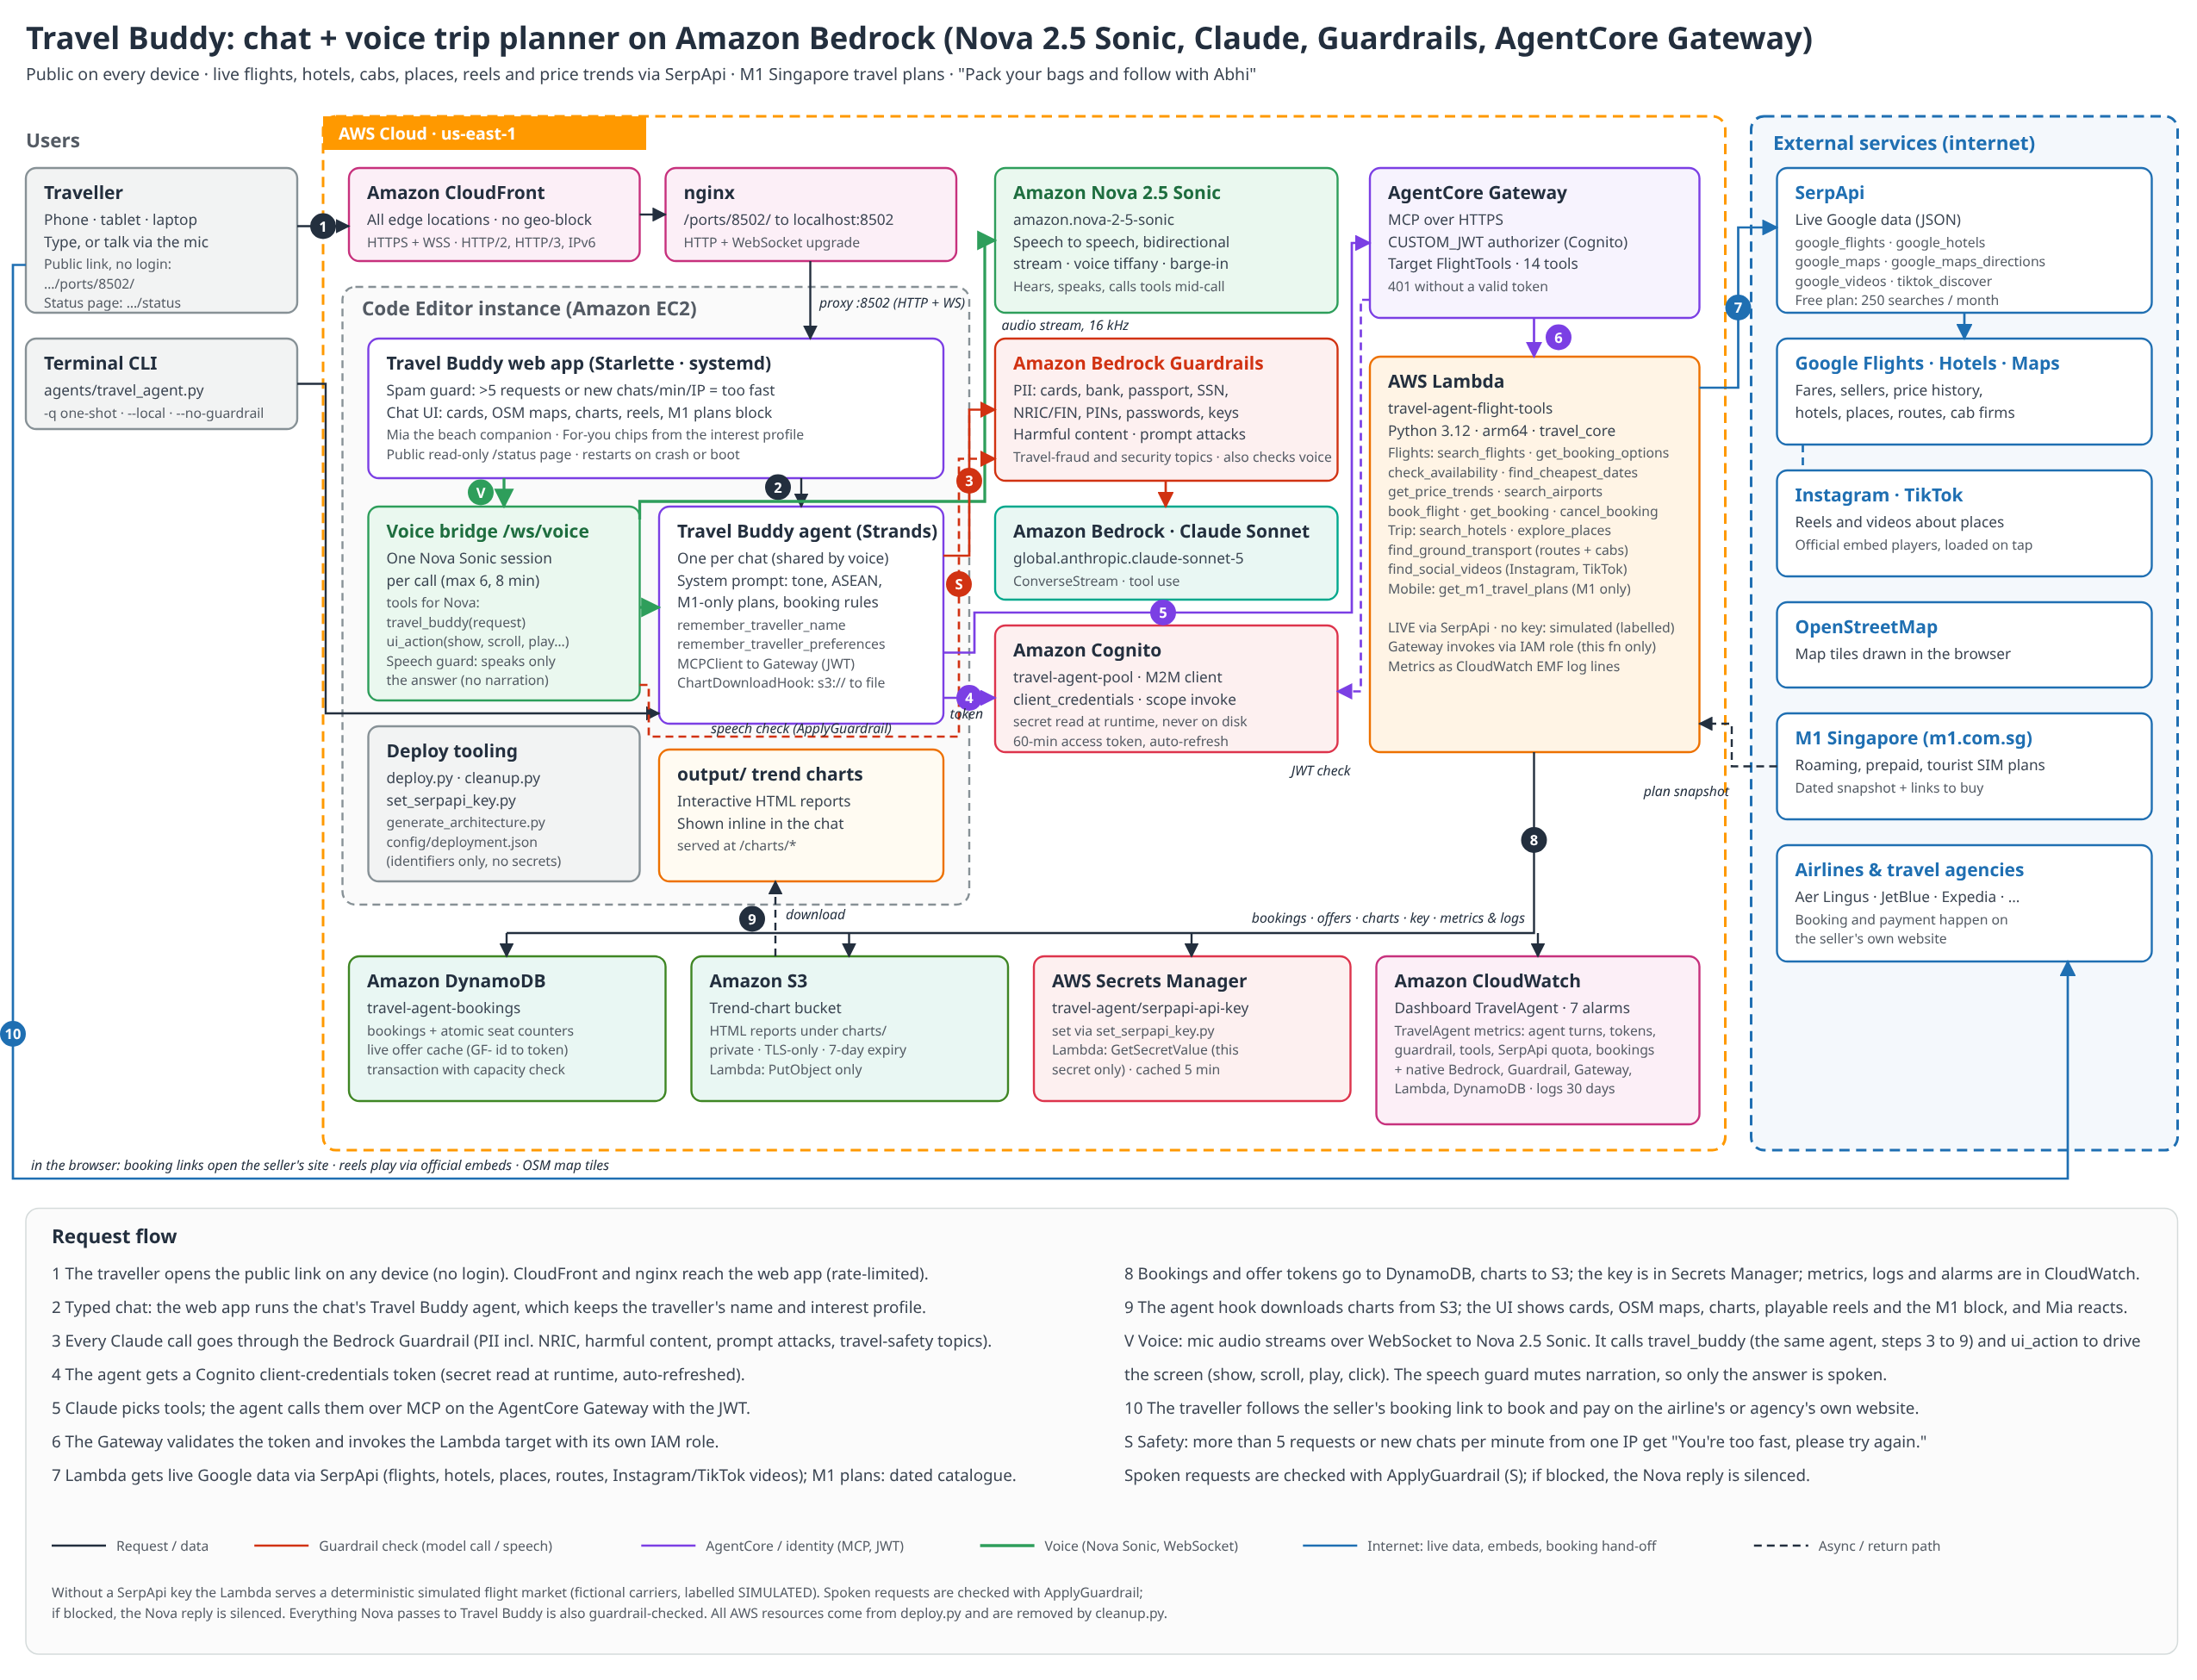 Travel Buddy: chat + voice trip planner on Amazon Bedrock (Nova 2.5 Sonic, Claude, Guardrails, AgentCore Gateway)
Public on every device · live flights, hotels, cabs, places, reels and price trends via SerpApi · M1 Singapore travel plans · "Pack your bags and follow with Abhi"
Users
Traveller
Phone · tablet · laptop
Type, or talk via the mic
Public link, no login:
.../ports/8502/
Status page: .../status
Terminal CLI
agents/travel_agent.py
-q one-shot · --local · --no-guardrail
1
AWS Cloud · us-east-1
Amazon CloudFront
All edge locations · no geo-block
HTTPS + WSS · HTTP/2, HTTP/3, IPv6
nginx
/ports/8502/ to localhost:8502
HTTP + WebSocket upgrade
proxy :8502 (HTTP + WS)
Code Editor instance (Amazon EC2)
Travel Buddy web app (Starlette · systemd)
Spam guard: >5 requests or new chats/min/IP = too fast
Chat UI: cards, OSM maps, charts, reels, M1 plans block
Mia the beach companion · For-you chips from the interest profile
Public read-only /status page · restarts on crash or boot
V
2
Voice bridge /ws/voice
One Nova Sonic session
per call (max 6, 8 min)
tools for Nova:
travel_buddy(request)
ui_action(show, scroll, play...)
Speech guard: speaks only
the answer (no narration)
Travel Buddy agent (Strands)
One per chat (shared by voice)
System prompt: tone, ASEAN,
M1-only plans, booking rules
remember_traveller_name
remember_traveller_preferences
MCPClient to Gateway (JWT)
ChartDownloadHook: s3:// to file
speech check (ApplyGuardrail)
Deploy tooling
deploy.py · cleanup.py
set_serpapi_key.py
generate_architecture.py
config/deployment.json
(identifiers only, no secrets)
output/ trend charts
Interactive HTML reports
Shown inline in the chat
served at /charts/*
9
download
3
S
4
token
5
Amazon Nova 2.5 Sonic
amazon.nova-2-5-sonic
Speech to speech, bidirectional
stream · voice tiffany · barge-in
Hears, speaks, calls tools mid-call
audio stream, 16 kHz
Amazon Bedrock Guardrails
PII: cards, bank, passport, SSN,
NRIC/FIN, PINs, passwords, keys
Harmful content · prompt attacks
Travel-fraud and security topics · also checks voice
Amazon Bedrock · Claude Sonnet
global.anthropic.claude-sonnet-5
ConverseStream · tool use
Amazon Cognito
travel-agent-pool · M2M client
client_credentials · scope invoke
secret read at runtime, never on disk
60-min access token, auto-refresh
JWT check
AgentCore Gateway
MCP over HTTPS
CUSTOM_JWT authorizer (Cognito)
Target FlightTools · 14 tools
401 without a valid token
6
AWS Lambda
travel-agent-flight-tools
Python 3.12 · arm64 · travel_core
Flights: search_flights · get_booking_options
check_availability · find_cheapest_dates
get_price_trends · search_airports
book_flight · get_booking · cancel_booking
Trip: search_hotels · explore_places
find_ground_transport (routes + cabs)
find_social_videos (Instagram, TikTok)
Mobile: get_m1_travel_plans (M1 only)
LIVE via SerpApi · no key: simulated (labelled)
Gateway invokes via IAM role (this fn only)
Metrics as CloudWatch EMF log lines
plan snapshot
8
bookings · offers · charts · key · metrics & logs
7
External services (internet)
SerpApi
Live Google data (JSON)
google_flights · google_hotels
google_maps · google_maps_directions
google_videos · tiktok_discover
Free plan: 250 searches / month
Google Flights · Hotels · Maps
Fares, sellers, price history,
hotels, places, routes, cab firms
Instagram · TikTok
Reels and videos about places
Official embed players, loaded on tap
OpenStreetMap
Map tiles drawn in the browser
M1 Singapore (m1.com.sg)
Roaming, prepaid, tourist SIM plans
Dated snapshot + links to buy
Airlines & travel agencies
Aer Lingus · JetBlue · Expedia · ...
Booking and payment happen on
the seller's own website
Amazon DynamoDB
travel-agent-bookings
bookings + atomic seat counters
live offer cache (GF- id to token)
transaction with capacity check
Amazon S3
Trend-chart bucket
HTML reports under charts/
private · TLS-only · 7-day expiry
Lambda: PutObject only
AWS Secrets Manager
travel-agent/serpapi-api-key
set via set_serpapi_key.py
Lambda: GetSecretValue (this
secret only) · cached 5 min
Amazon CloudWatch
Dashboard TravelAgent · 7 alarms
TravelAgent metrics: agent turns, tokens,
guardrail, tools, SerpApi quota, bookings
+ native Bedrock, Guardrail, Gateway,
Lambda, DynamoDB · logs 30 days
10
in the browser: booking links open the seller's site · reels play via official embeds · OSM map tiles
Request flow
1 The traveller opens the public link on any device (no login). CloudFront and nginx reach the web app (rate-limited).
2 Typed chat: the web app runs the chat's Travel Buddy agent, which keeps the traveller's name and interest profile.
3 Every Claude call goes through the Bedrock Guardrail (PII incl. NRIC, harmful content, prompt attacks, travel-safety topics).
4 The agent gets a Cognito client-credentials token (secret read at runtime, auto-refreshed).
5 Claude picks tools; the agent calls them over MCP on the AgentCore Gateway with the JWT.
6 The Gateway validates the token and invokes the Lambda target with its own IAM role.
7 Lambda gets live Google data via SerpApi (flights, hotels, places, routes, Instagram/TikTok videos); M1 plans: dated catalogue.
8 Bookings and offer tokens go to DynamoDB, charts to S3; the key is in Secrets Manager; metrics, logs and alarms are in CloudWatch.
9 The agent hook downloads charts from S3; the UI shows cards, OSM maps, charts, playable reels and the M1 block, and Mia reacts.
V Voice: mic audio streams over WebSocket to Nova 2.5 Sonic. It calls travel_buddy (the same agent, steps 3 to 9) and ui_action to drive
the screen (show, scroll, play, click). The speech guard mutes narration, so only the answer is spoken.
10 The traveller follows the seller's booking link to book and pay on the airline's or agency's own website.
S Safety: more than 5 requests or new chats per minute from one IP get "You're too fast, please try again."
Spoken requests are checked with ApplyGuardrail (S); if blocked, the Nova reply is silenced.
Request / data
Guardrail check (model call / speech)
AgentCore / identity (MCP, JWT)
Voice (Nova Sonic, WebSocket)
Internet: live data, embeds, booking hand-off
Async / return path
Without a SerpApi key the Lambda serves a deterministic simulated flight market (fictional carriers, labelled SIMULATED). Spoken requests are checked with ApplyGuardrail;
if blocked, the Nova reply is silenced. Everything Nova passes to Travel Buddy is also guardrail-checked. All AWS resources come from deploy.py and are removed by cleanup.py.